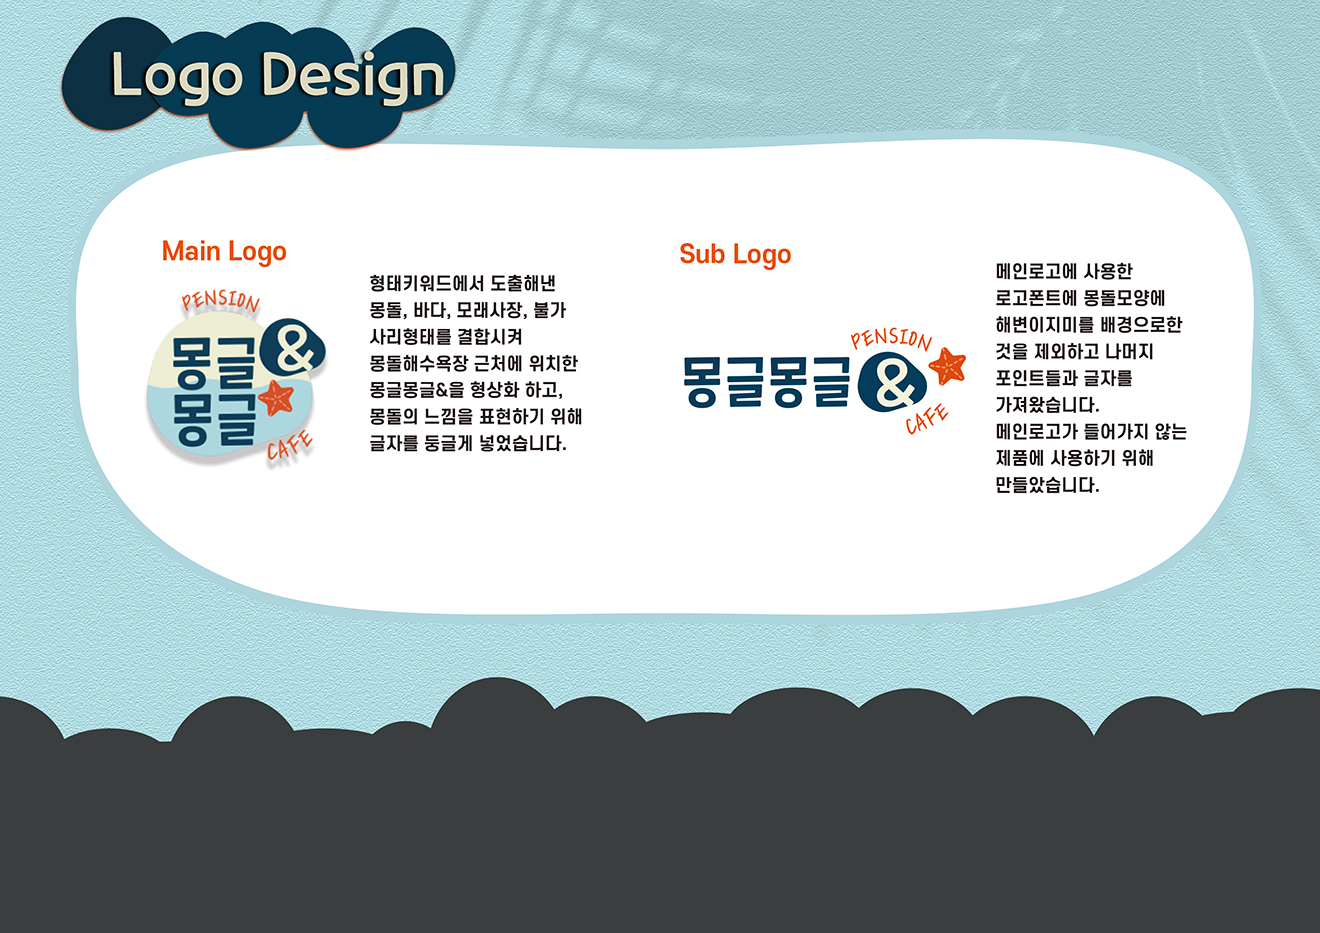 Logo Design
Main Logo
PENSION
몽글 &
몽글
CAFE
형태키워드에서 도출해낸
몽돌, 바다, 모래사장, 불가
사리형태를 결합시켜
몽돌해수욕장 근처에 위치한
몽글몽글&을 형상화 하고,
몽돌의 느낌을 표현하기 위해
글자를 둥글게 넣었습니다.
Sub Logo
PENSION
몽글몽글 &
CAFE
메인로고에 사용한
로고폰트에 몽돌모양에
해변이지미를 배경으로한
것을 제외하고 나머지
포인트들과 글자를
가져왔습니다.
메인로고가 들어가지 않는
제품에 사용하기 위해
만들았습니다.